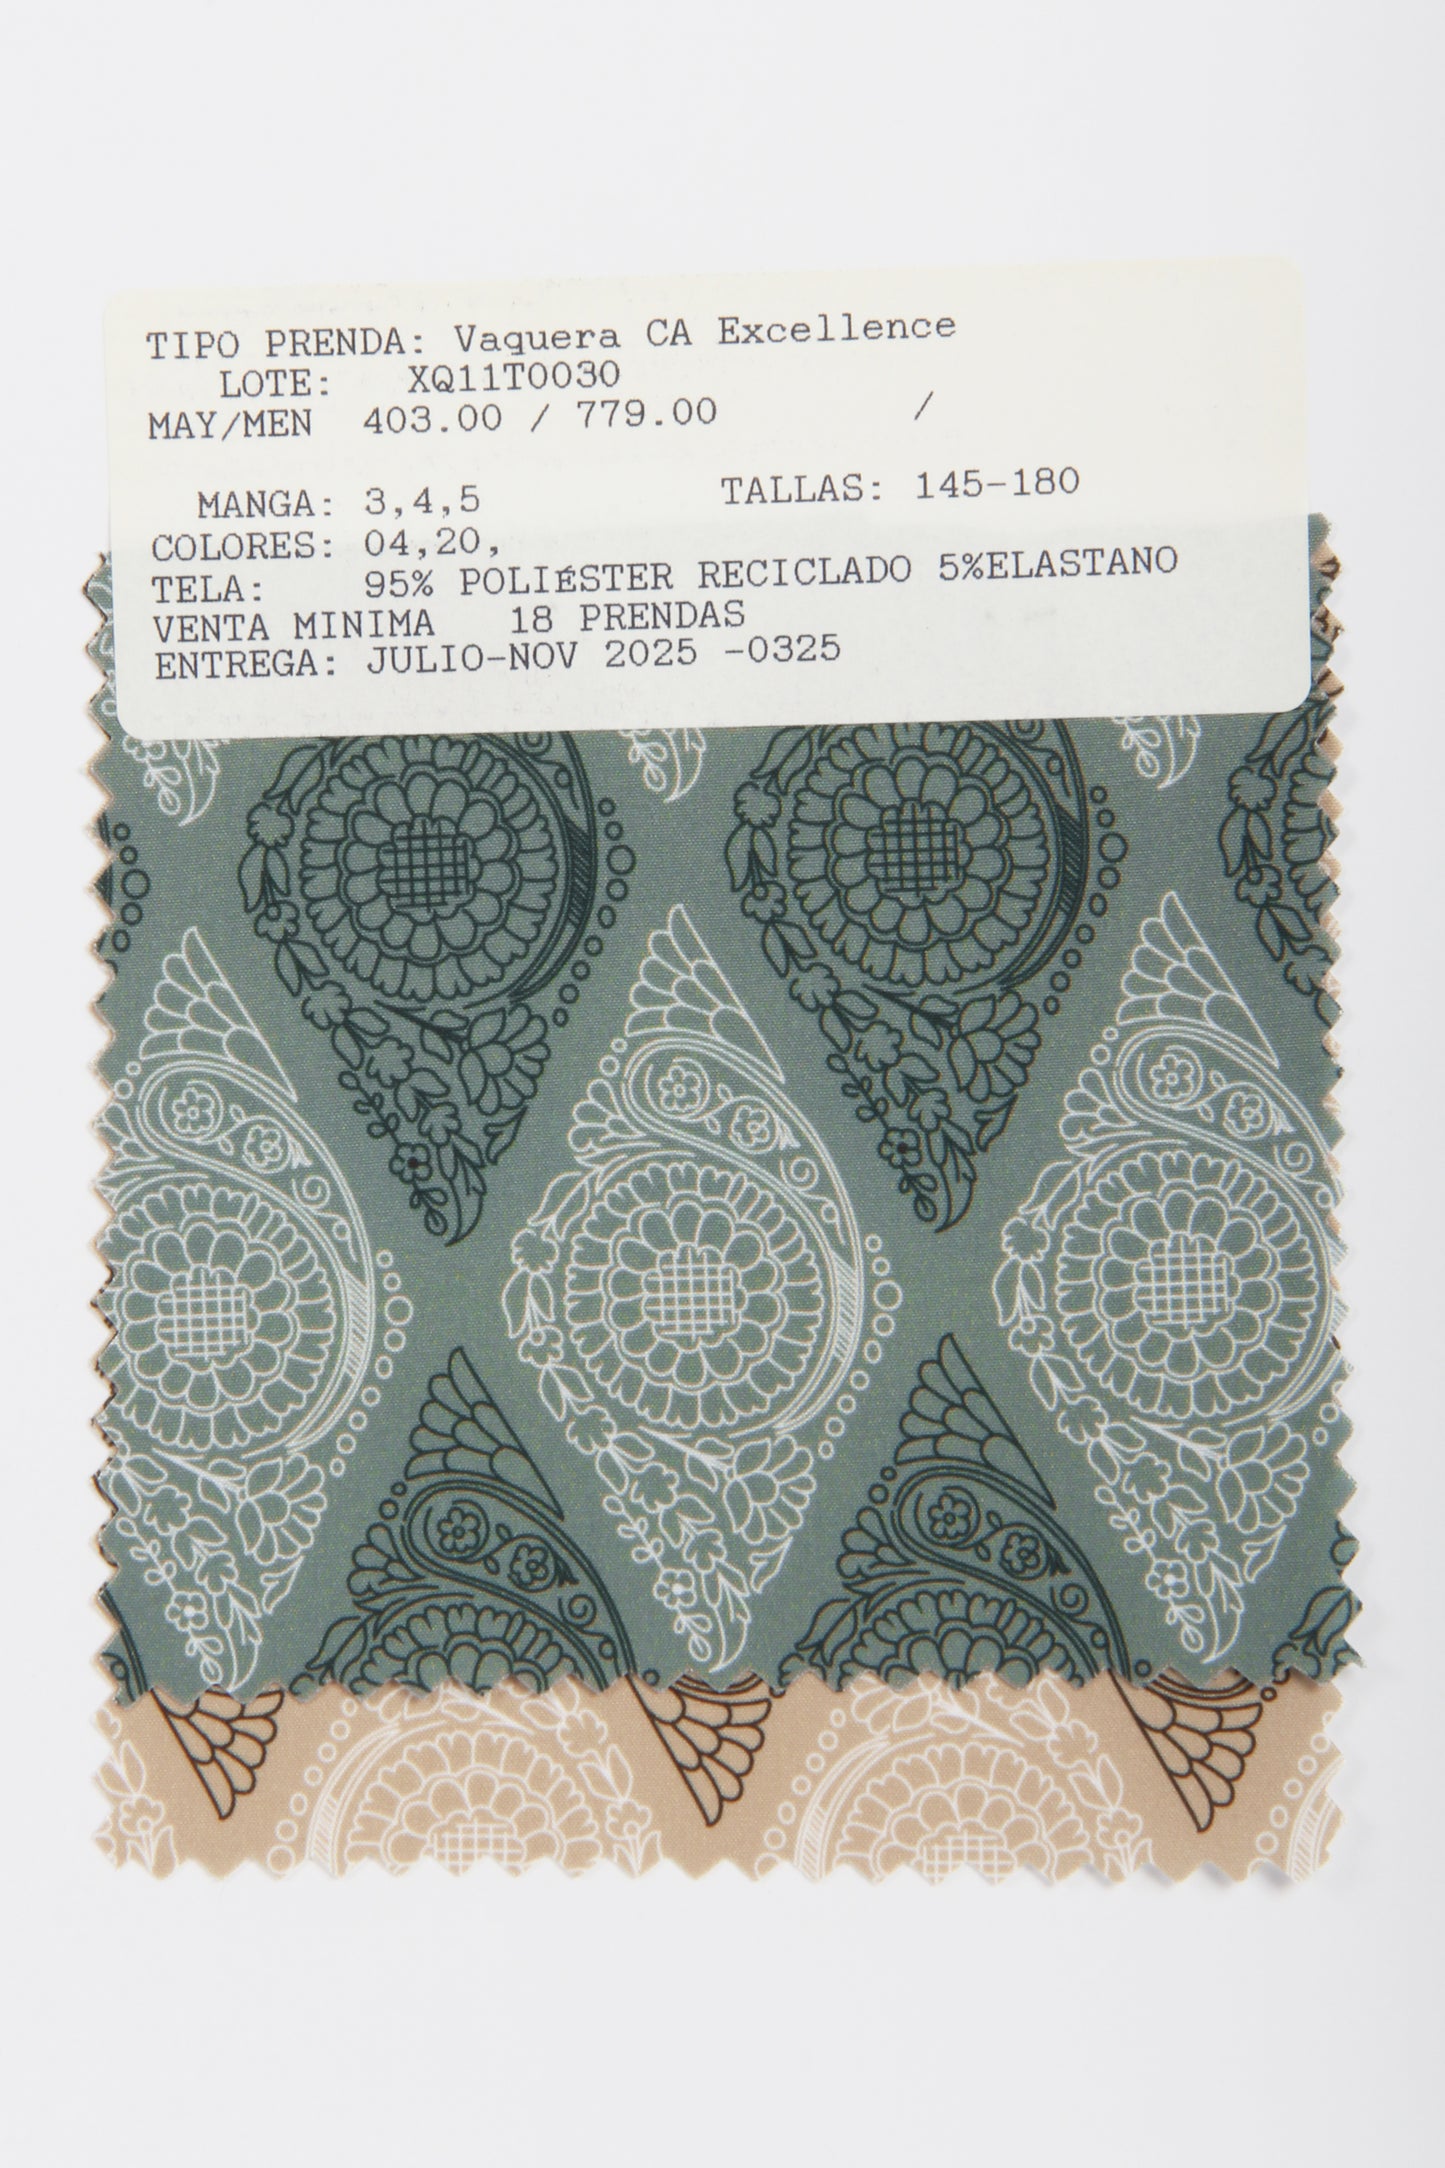 TIPO PRENDA: Vaquera CA Excellence
LOTE: XQ11T0030
MAY/MEN 403.00 / 779.00 /
MANGA: 3,4,5 TALLAS: 145-180
COLORES: 04,20,
TELA: 95% POLIÉSTER RECICLADO 5%ELASTANO
VENTA MINIMA 18 PRENDAS
ENTREGA: JULIO-NOV 2025 -0325